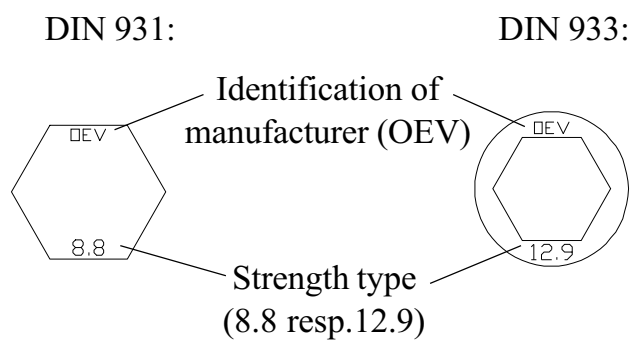 DIN 931:
DIN 933:
Identification of
manufacturer (OEV)
OEV
OEV
8.8
12.9
Strength type
(8.8 resp.12.9)